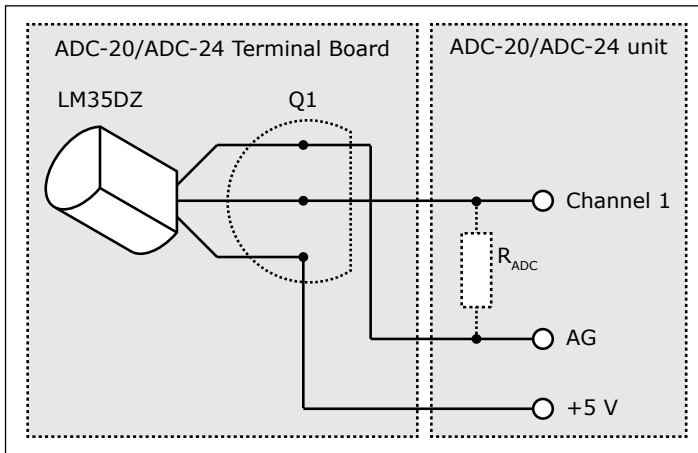 ADC-20/ADC-24 Terminal Board
ADC-20/ADC-24 unit
LM35DZ
Q1
Channel 1
RADC
AG
+5 V